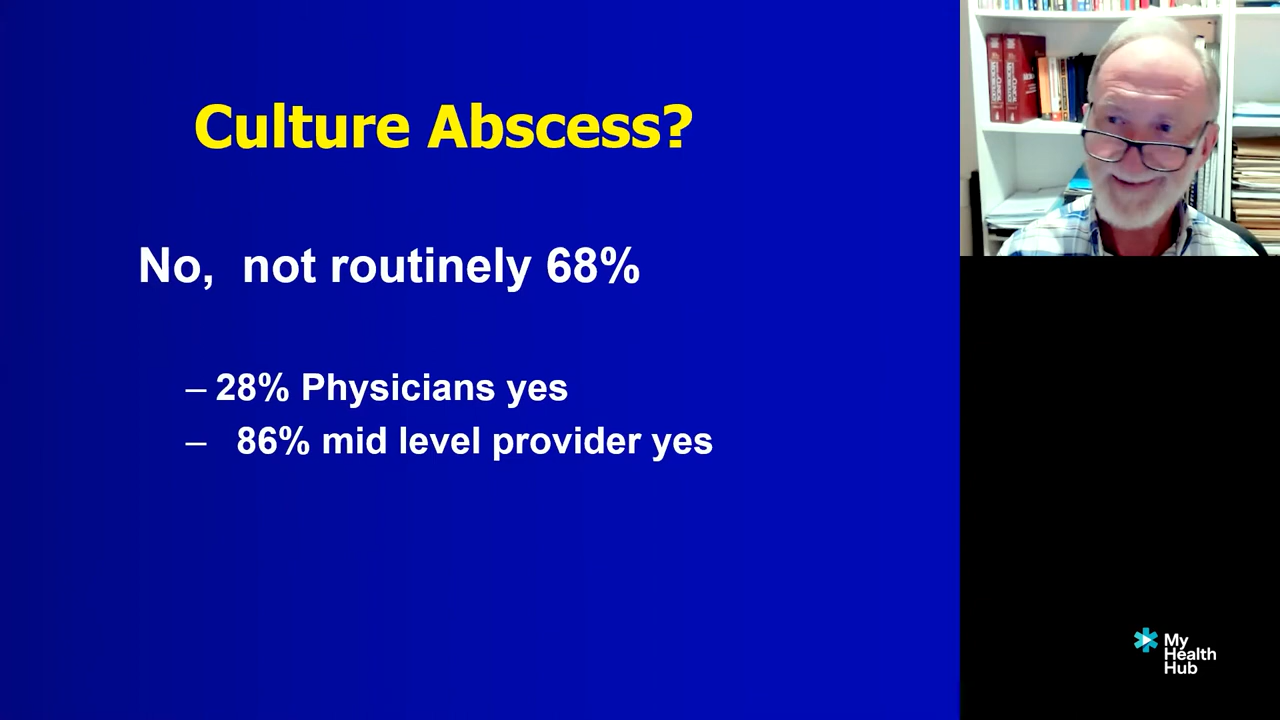 Culture Abscess?
No,  not routinely 68%
– 28% Physicians yes
–  86% mid level provider yes
My
Health
Hub